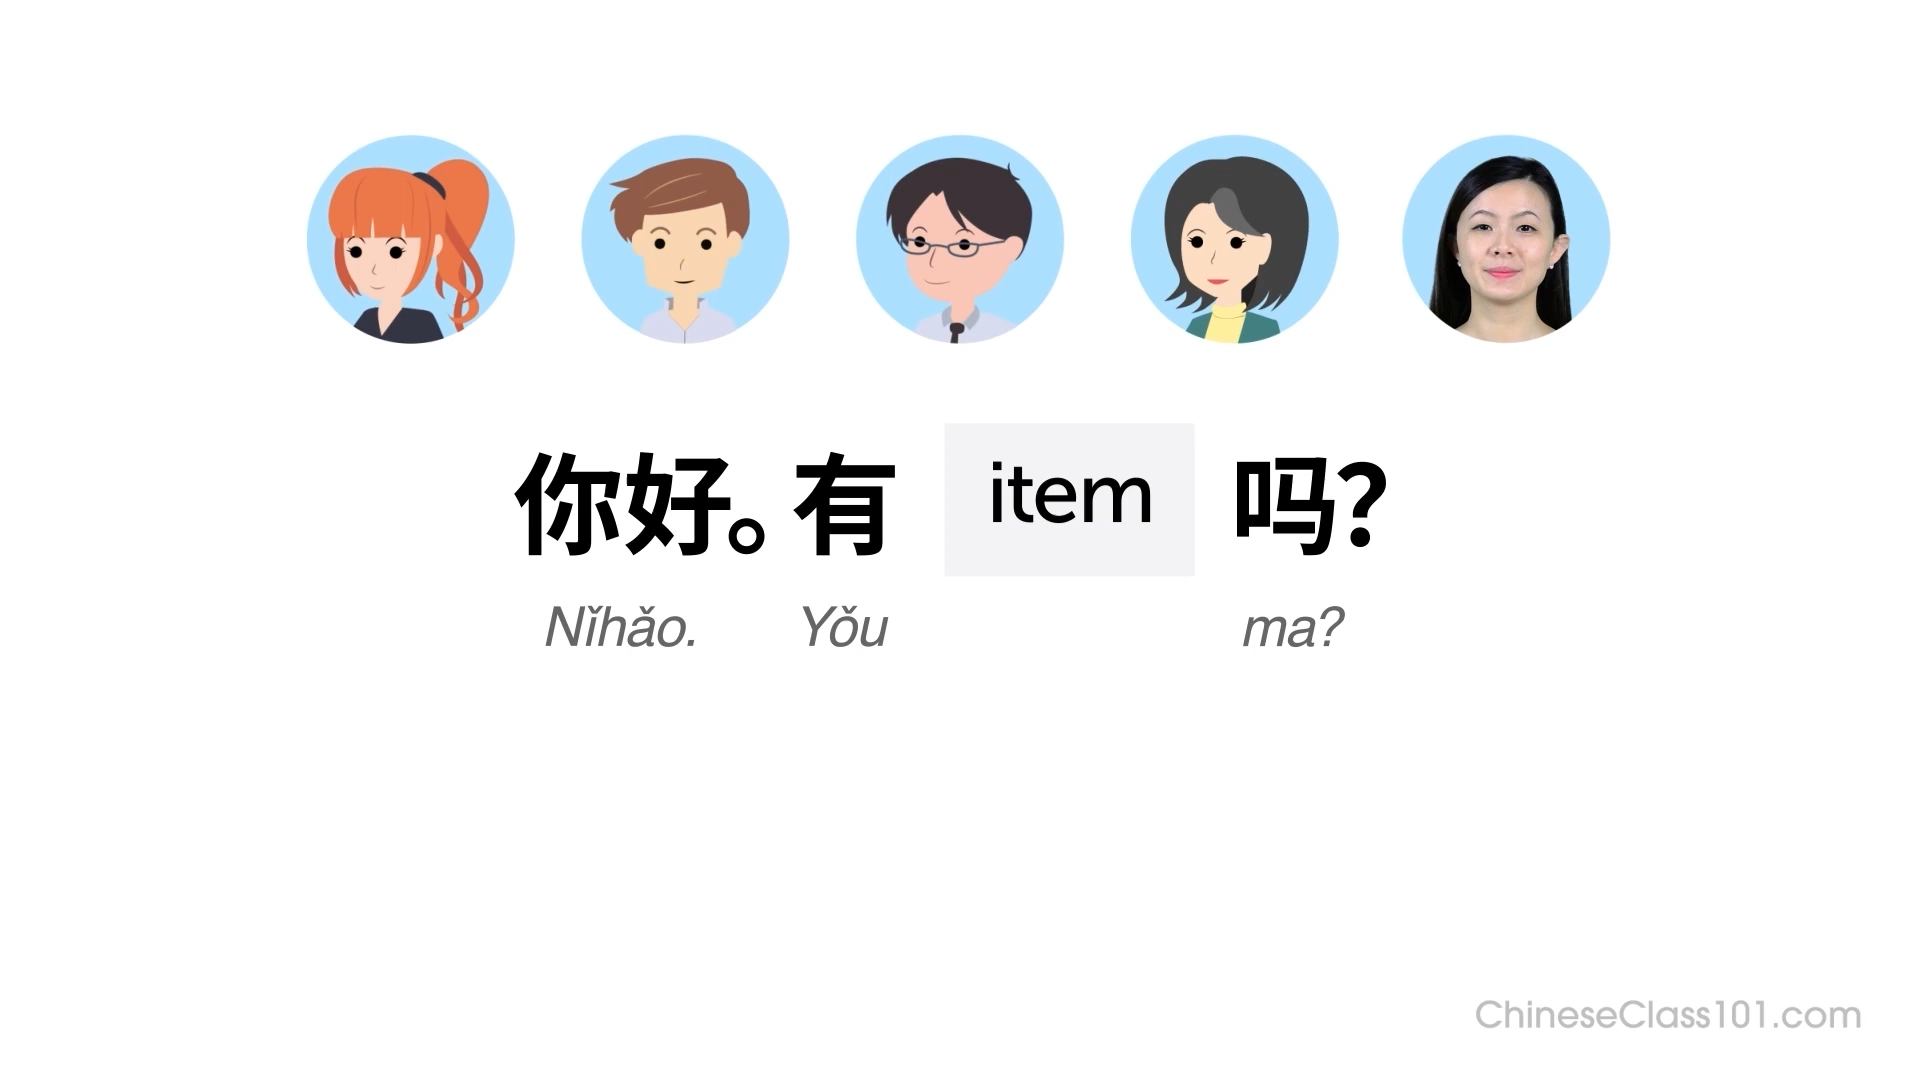 你好。有 item 吗?
Nǐhǎo. Yǒu ma?
ChineseClass101.com